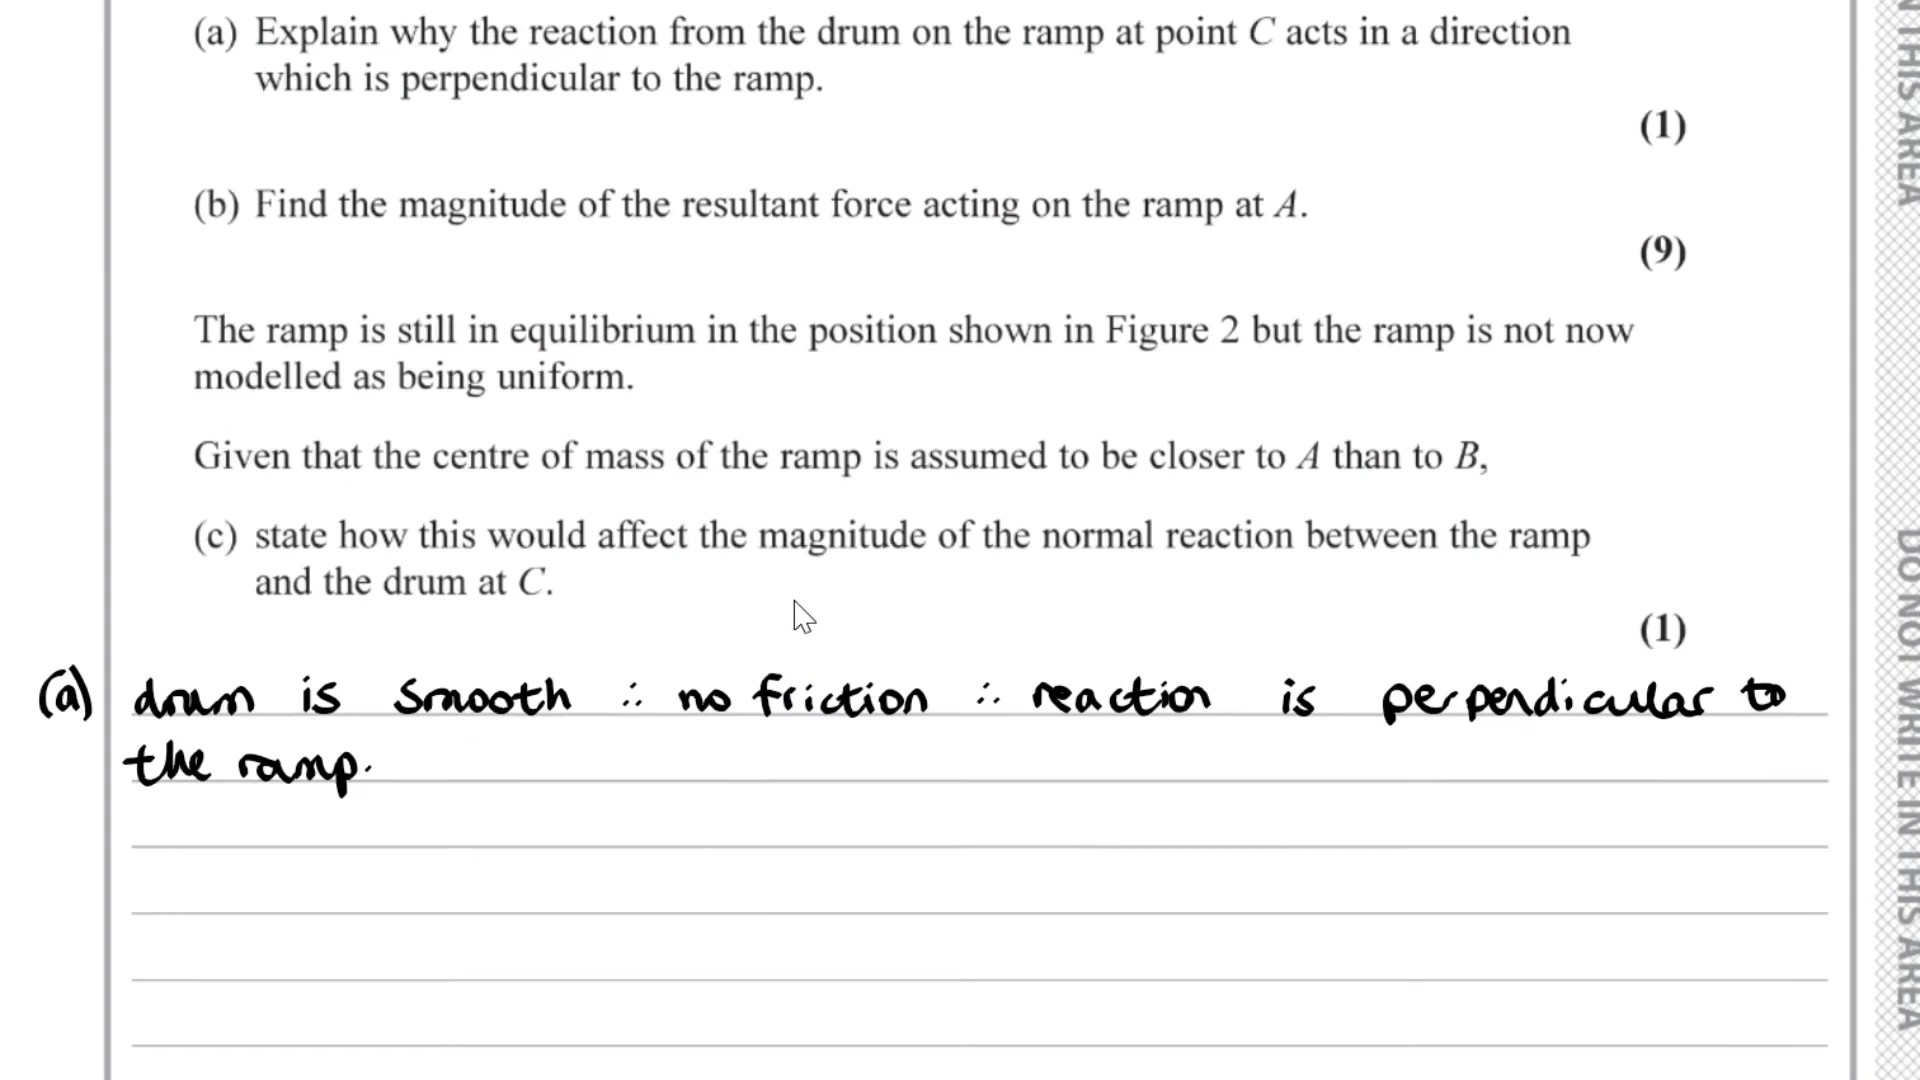 (a) Explain why the reaction from the drum on the ramp at point C acts in a direction
which is perpendicular to the ramp.
(1)
(b) Find the magnitude of the resultant force acting on the ramp at A.
(9)
The ramp is still in equilibrium in the position shown in Figure 2 but the ramp is not now
modelled as being uniform.
Given that the centre of mass of the ramp is assumed to be closer to A than to B,
(c) state how this would affect the magnitude of the normal reaction between the ramp
and the drum at C.
(1)
(a) drum is smooth ∴ no friction ∴ reaction is perpendicular to
the ramp.
N THIS AREA
DO NOT WRITE IN THIS AREA